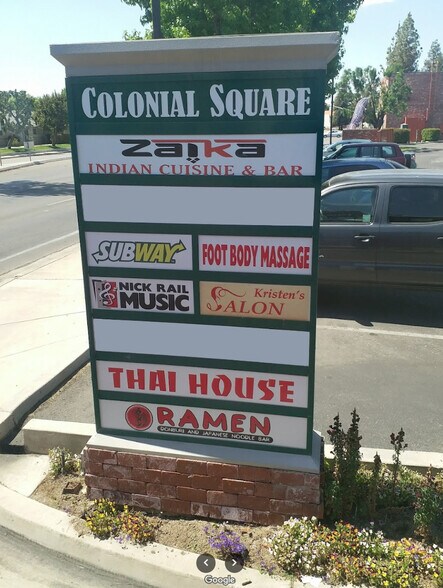 COLONIAL SQUARE
ZAIKA
INDIAN CUISINE & BAR
SUBWAY
FOOT BODY MASSAGE
NICK RAIL
MUSIC
Kristen's
SALON
THAI HOUSE
RAMEN
DONBURI AND JAPANESE NOODLE BAR
Google